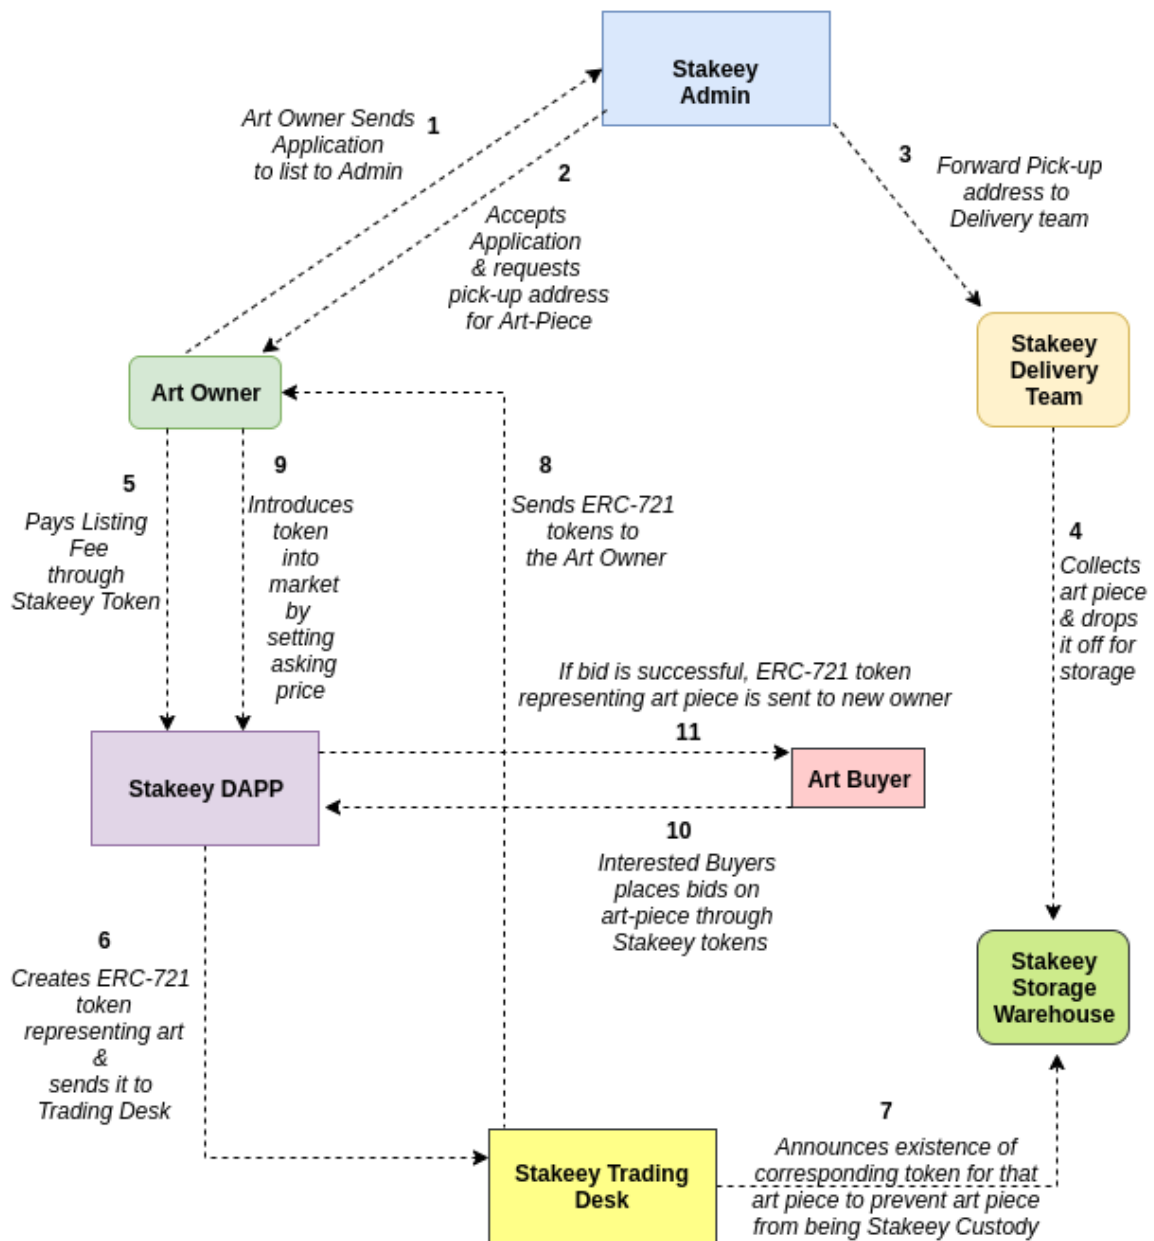 Stakeey
Admin
Art Owner Sends
Application
to list to Admin
1
2
Accepts
Application
& requests
pick-up address
for Art-Piece
3
Forward Pick-up
address to
Delivery team
Stakeey
Delivery
Team
Art Owner
5
Pays Listing
Fee
through
Stakeey Token
9
Introduces
token
into
market
by
setting
asking
price
8
Sends ERC-721
tokens to
the Art Owner
4
Collects
art piece
& drops
it off for
storage
If bid is successful, ERC-721 token
representing art piece is sent to new owner
11
Stakeey DAPP
Art Buyer
10
Interested Buyers
places bids on
art-piece through
Stakeey tokens
6
Creates ERC-721
token
representing art
&
sends it to
Trading Desk
Stakeey
Storage
Warehouse
Stakeey Trading
Desk
7
Announces existence of
corresponding token for that
art piece to prevent art piece
from being Stakeey Custody